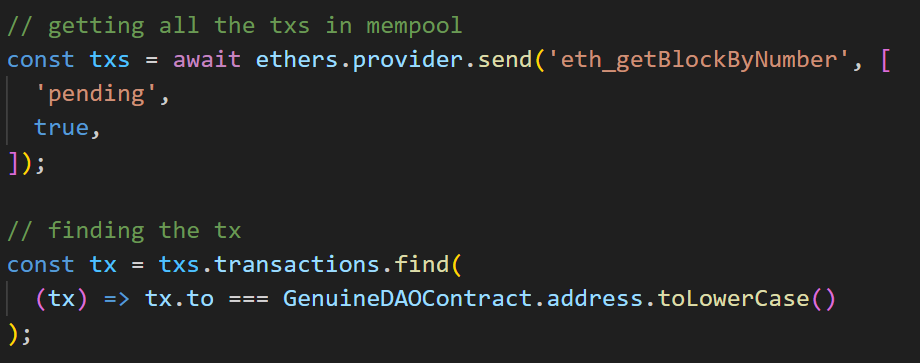 // getting all the txs in mempool
const txs = await ethers.provider.send('eth_getBlockByNumber', [
  'pending',
  true,
]);

// finding the tx
const tx = txs.transactions.find(
  (tx) => tx.to === GenuineDAOContract.address.toLowerCase()
);